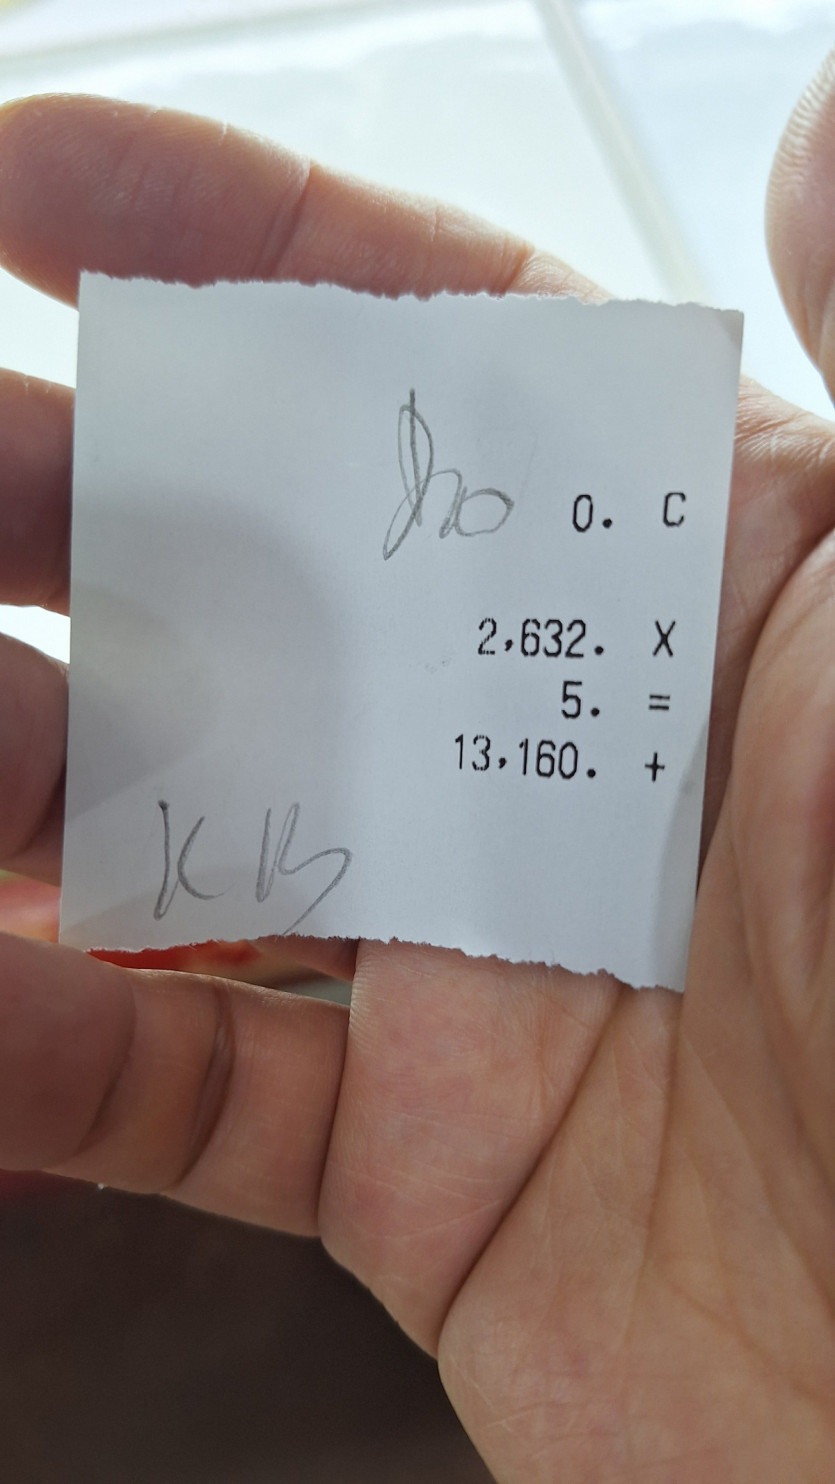 0. C
2,632. X
5. =
13,160. +
K B